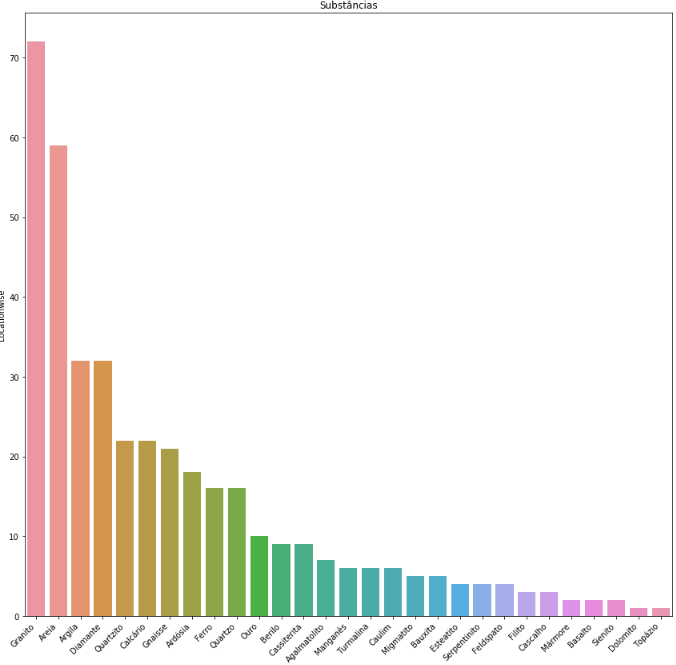 Substâncias
70
60
50
40
30
20
10
0
Locationwise
Granito
Areia
Argila
Diamante
Quartzito
Calcário
Gnaisse
Ardósia
Ferro
Quartzo
Ouro
Berilo
Cassiterita
Agalmatolito
Manganês
Turmalina
Caulim
Migmatito
Bauxita
Esteatito
Serpentinito
Feldspato
Filito
Cascalho
Mármore
Basalto
Sienito
Dolomito
Topázio